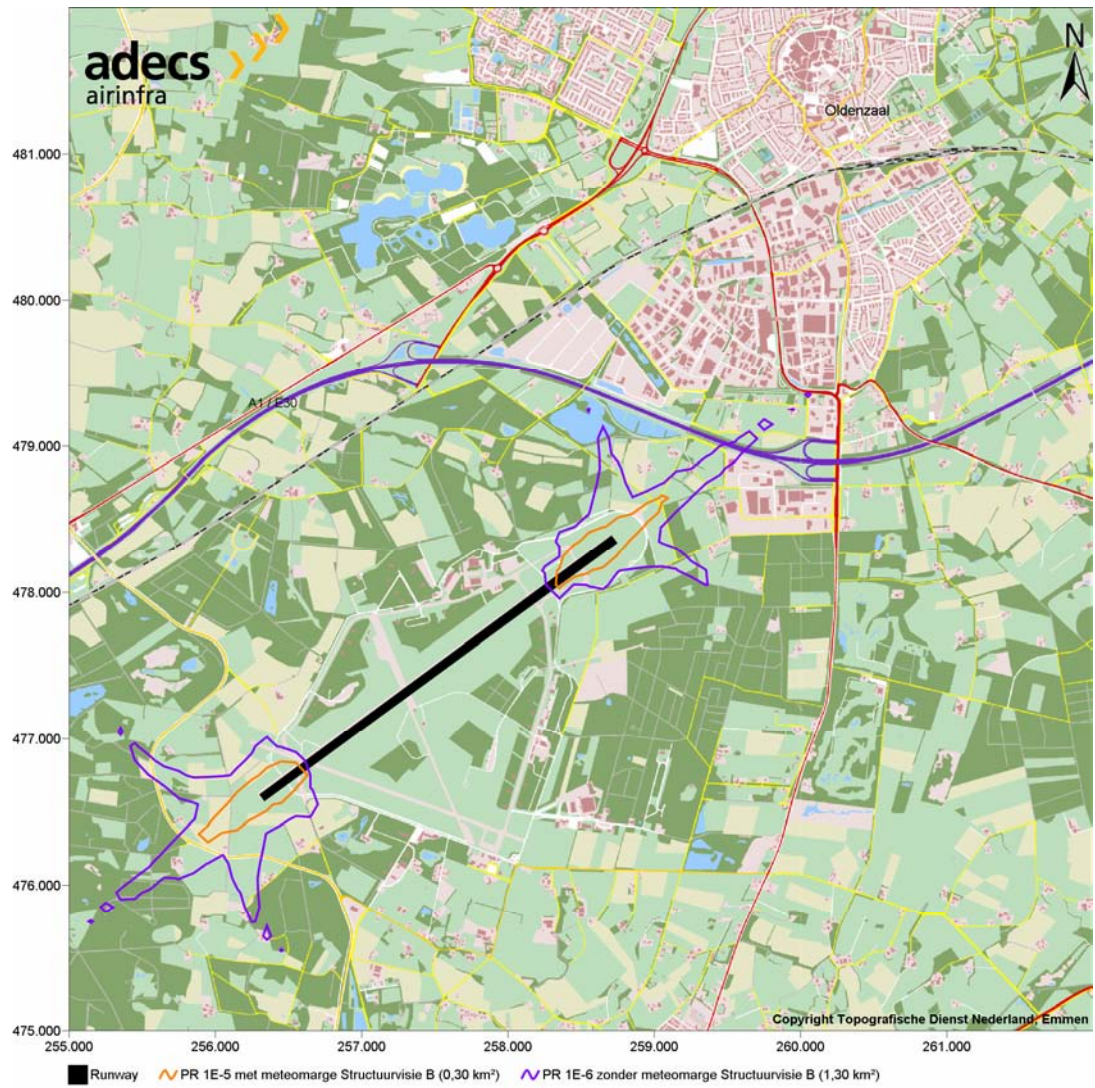 adecs
airinfra
N
Oldenzaal
481.000
480.000
A1 / E30
479.000
478.000
477.000
476.000
475.000
Copyright Topografische Dienst Nederland, Emmen
255.000 256.000 257.000 258.000 259.000 260.000 261.000
Runway PR 1E-5 met meteomarge Structuurvisie B (0,30 km²) PR 1E-6 zonder meteomarge Structuurvisie B (1,30 km²)